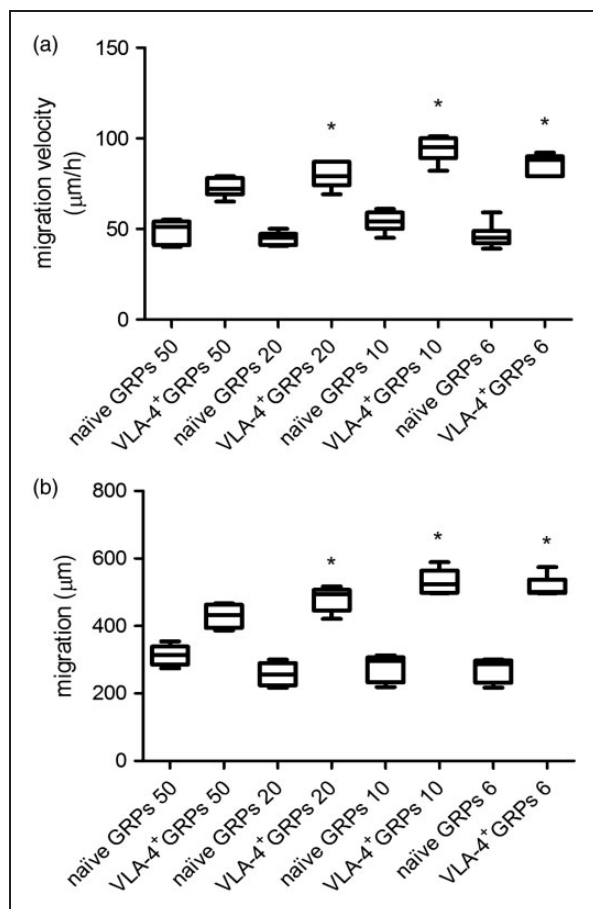 (a)
150
100
50
0
migration velocity
(μm/h)
*
*
*
naïve GRPs 50
VLA-4⁺ GRPs 50
naïve GRPs 20
VLA-4⁺ GRPs 20
naïve GRPs 10
VLA-4⁺ GRPs 10
naïve GRPs 6
VLA-4⁺ GRPs 6
(b)
800
600
400
200
0
migration (μm)
*
*
*
naïve GRPs 50
VLA-4⁺ GRPs 50
naïve GRPs 20
VLA-4⁺ GRPs 20
naïve GRPs 10
VLA-4⁺ GRPs 10
naïve GRPs 6
VLA-4⁺ GRPs 6